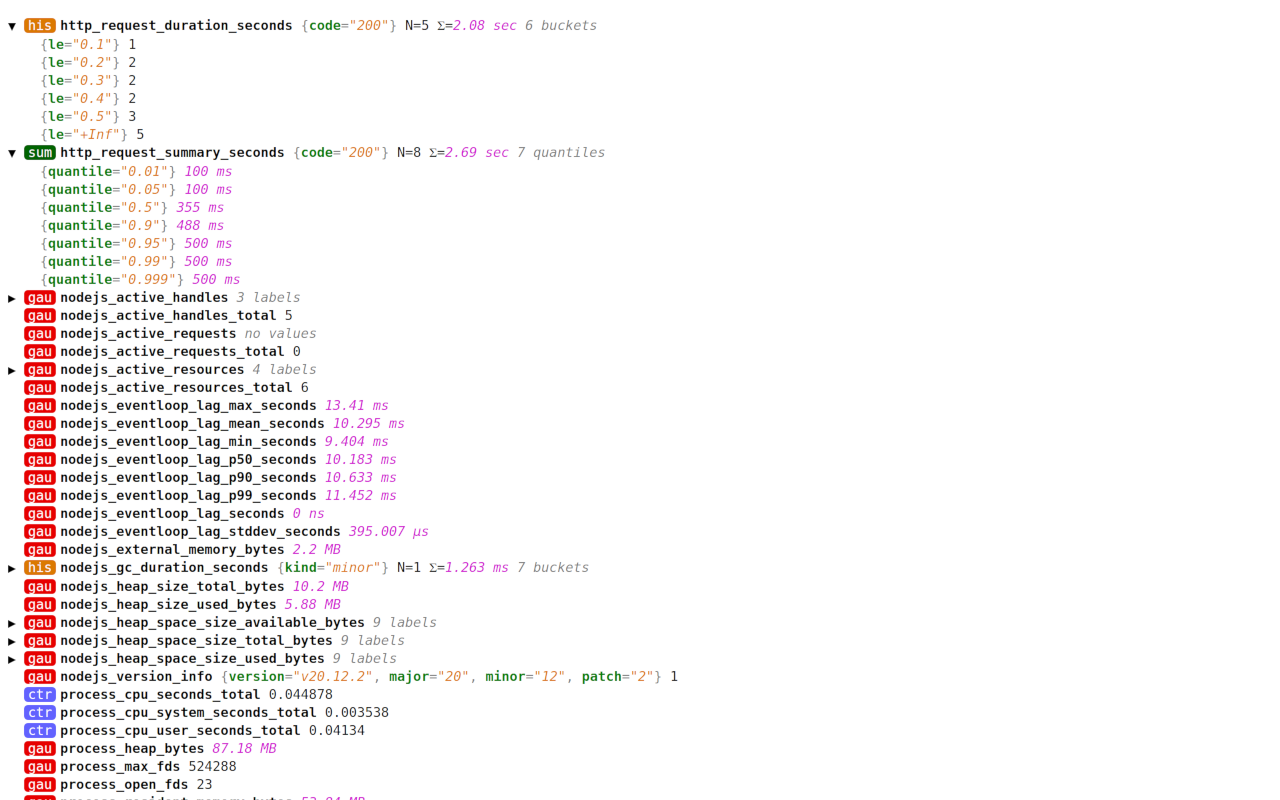 ▼ his http_request_duration_seconds {code="200"} N=5 Σ=2.08 sec 6 buckets
{le="0.1"} 1
{le="0.2"} 2
{le="0.3"} 2
{le="0.4"} 2
{le="0.5"} 3
{le="+Inf"} 5
▼ sum http_request_summary_seconds {code="200"} N=8 Σ=2.69 sec 7 quantiles
{quantile="0.01"} 100 ms
{quantile="0.05"} 100 ms
{quantile="0.5"} 355 ms
{quantile="0.9"} 488 ms
{quantile="0.95"} 500 ms
{quantile="0.99"} 500 ms
{quantile="0.999"} 500 ms
▶ gau nodejs_active_handles 3 labels
gau nodejs_active_handles_total 5
gau nodejs_active_requests no values
gau nodejs_active_requests_total 0
▶ gau nodejs_active_resources 4 labels
gau nodejs_active_resources_total 6
gau nodejs_eventloop_lag_max_seconds 13.41 ms
gau nodejs_eventloop_lag_mean_seconds 10.295 ms
gau nodejs_eventloop_lag_min_seconds 9.404 ms
gau nodejs_eventloop_lag_p50_seconds 10.183 ms
gau nodejs_eventloop_lag_p90_seconds 10.633 ms
gau nodejs_eventloop_lag_p99_seconds 11.452 ms
gau nodejs_eventloop_lag_seconds 0 ns
gau nodejs_eventloop_lag_stddev_seconds 395.007 µs
gau nodejs_external_memory_bytes 2.2 MB
▶ his nodejs_gc_duration_seconds {kind="minor"} N=1 Σ=1.263 ms 7 buckets
gau nodejs_heap_size_total_bytes 10.2 MB
gau nodejs_heap_size_used_bytes 5.88 MB
▶ gau nodejs_heap_space_size_available_bytes 9 labels
▶ gau nodejs_heap_space_size_total_bytes 9 labels
▶ gau nodejs_heap_space_size_used_bytes 9 labels
gau nodejs_version_info {version="v20.12.2", major="20", minor="12", patch="2"} 1
ctr process_cpu_seconds_total 0.044878
ctr process_cpu_system_seconds_total 0.003538
ctr process_cpu_user_seconds_total 0.04134
gau process_heap_bytes 87.18 MB
gau process_max_fds 524288
gau process_open_fds 23